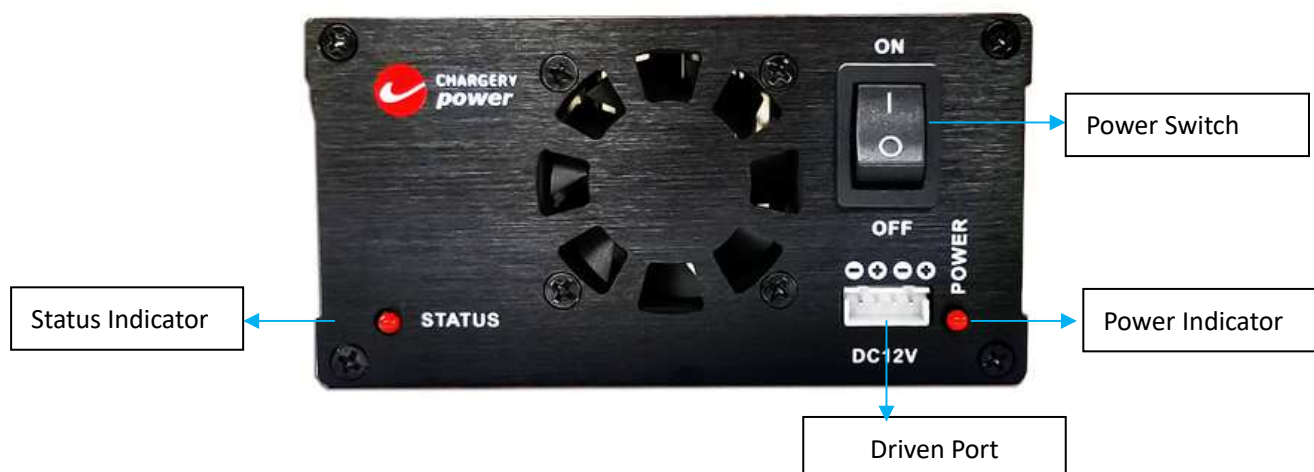 ON
CHARGERY
power
Power Switch
OFF
POWER
Status Indicator
STATUS
Power Indicator
DC12V
Driven Port